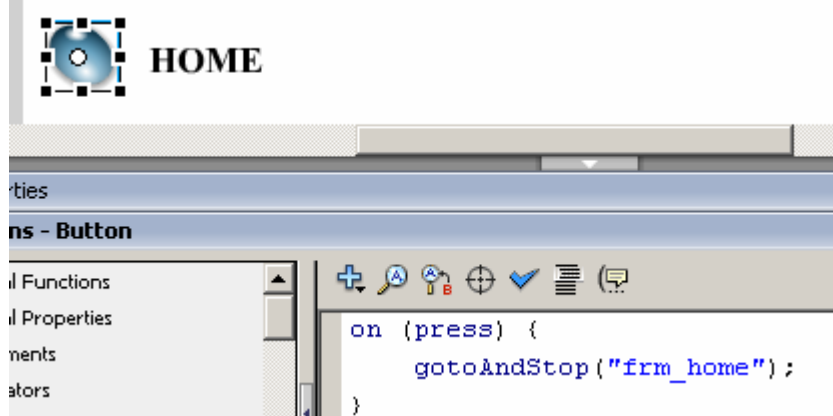 HOME
rties
ns - Button
l Functions
l Properties
ments
ators
on (press) {
gotoAndStop("frm_home");
}